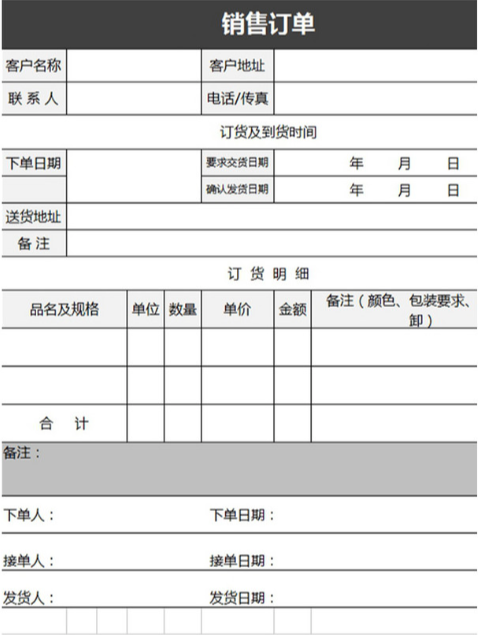 销售订单
客户名称 客户地址
联系人 电话/传真
订货及到货时间
下单日期 要求交货日期 年 月 日
确认发货日期 年 月 日
送货地址
备注
订货明细
品名及规格 单位 数量 单价 金额 备注（颜色、包装要求、
卸）
合计
备注：
下单人： 下单日期：
接单人： 接单日期：
发货人： 发货日期：